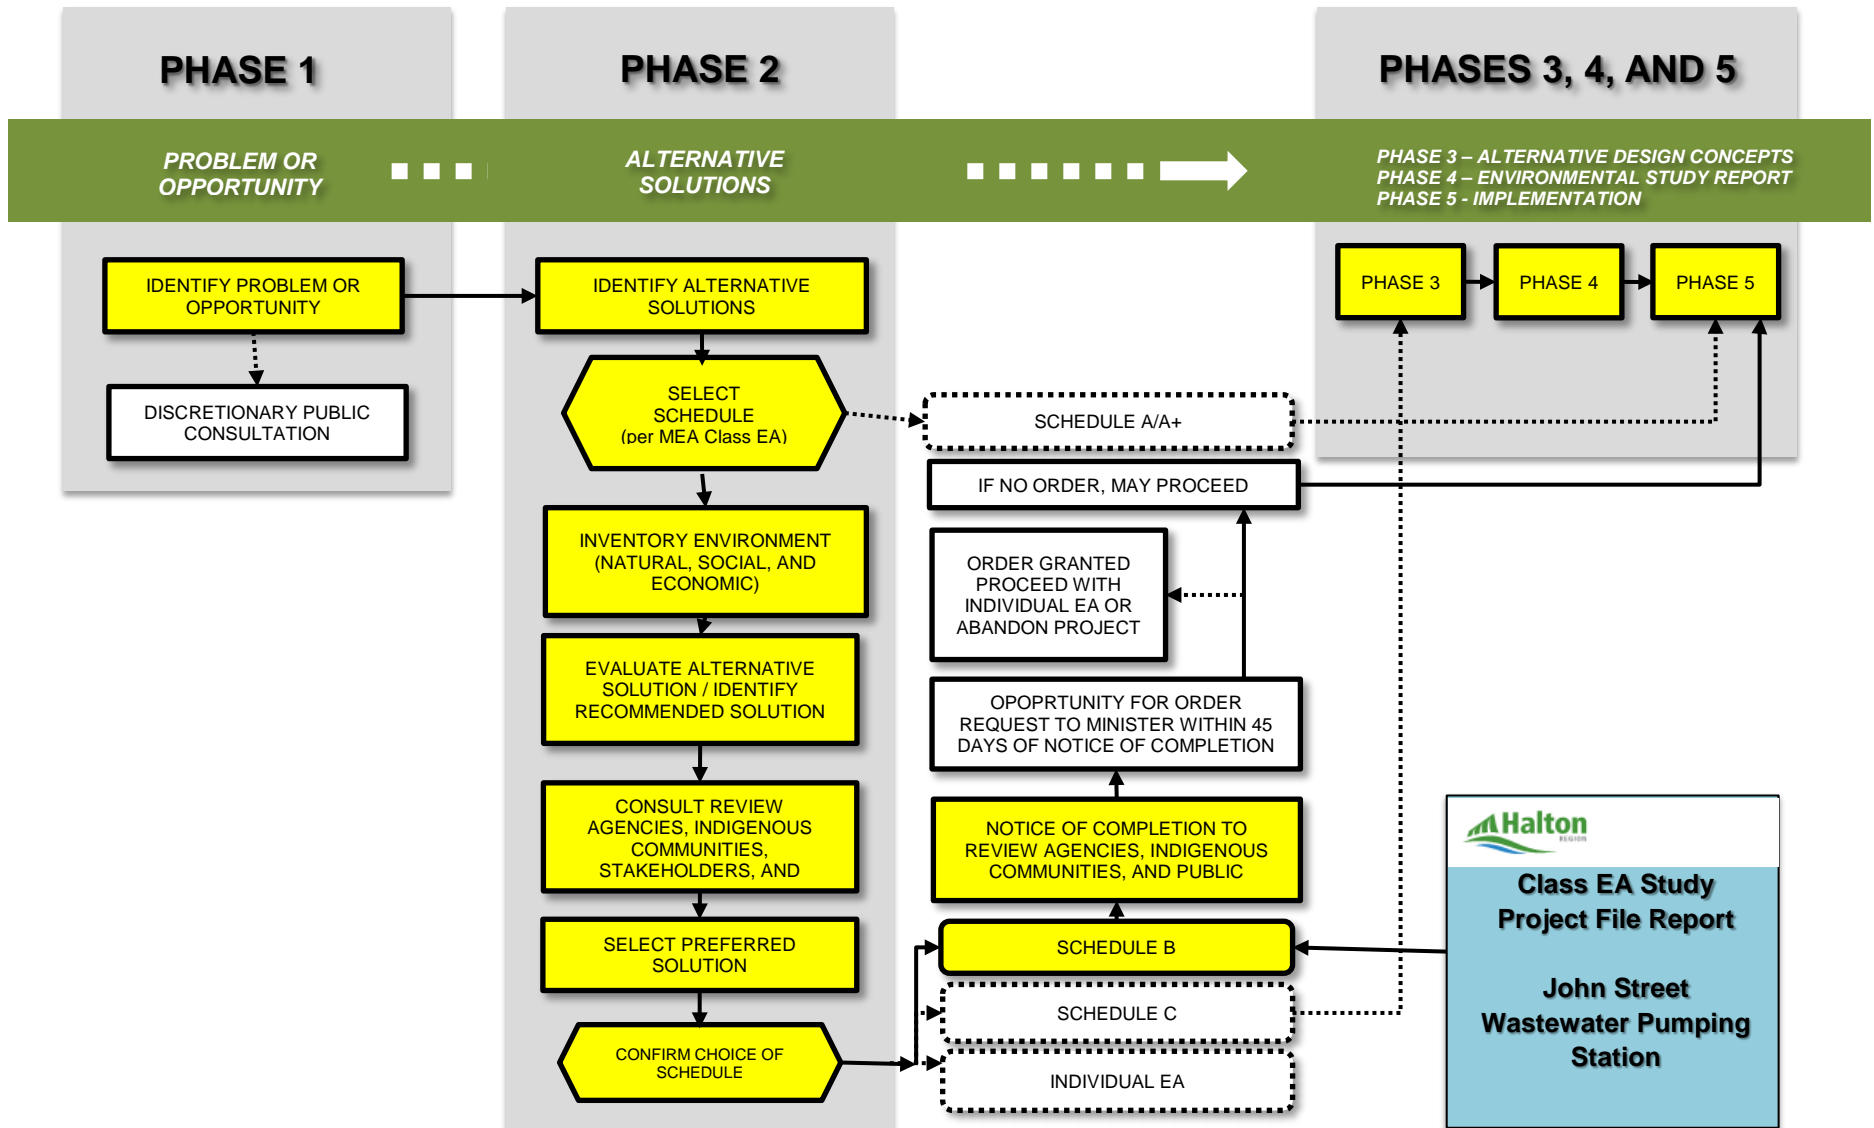 PHASE 1
PHASE 2
PHASES 3, 4, AND 5
PROBLEM OR
OPPORTUNITY
ALTERNATIVE
SOLUTIONS
PHASE 3 – ALTERNATIVE DESIGN CONCEPTS
PHASE 4 – ENVIRONMENTAL STUDY REPORT
PHASE 5 - IMPLEMENTATION
IDENTIFY PROBLEM OR
OPPORTUNITY
DISCRETIONARY PUBLIC
CONSULTATION
IDENTIFY ALTERNATIVE
SOLUTIONS
SELECT
SCHEDULE
(per MEA Class EA)
INVENTORY ENVIRONMENT
(NATURAL, SOCIAL, AND
ECONOMIC)
EVALUATE ALTERNATIVE
SOLUTION / IDENTIFY
RECOMMENDED SOLUTION
CONSULT REVIEW
AGENCIES, INDIGENOUS
COMMUNITIES,
STAKEHOLDERS, AND
SELECT PREFERRED
SOLUTION
CONFIRM CHOICE OF
SCHEDULE
SCHEDULE A/A+
IF NO ORDER, MAY PROCEED
ORDER GRANTED
PROCEED WITH
INDIVIDUAL EA OR
ABANDON PROJECT
OPOPRTUNITY FOR ORDER
REQUEST TO MINISTER WITHIN 45
DAYS OF NOTICE OF COMPLETION
NOTICE OF COMPLETION TO
REVIEW AGENCIES, INDIGENOUS
COMMUNITIES, AND PUBLIC
SCHEDULE B
SCHEDULE C
INDIVIDUAL EA
PHASE 3
PHASE 4
PHASE 5
Halton
REGION
Class EA Study
Project File Report
John Street
Wastewater Pumping
Station